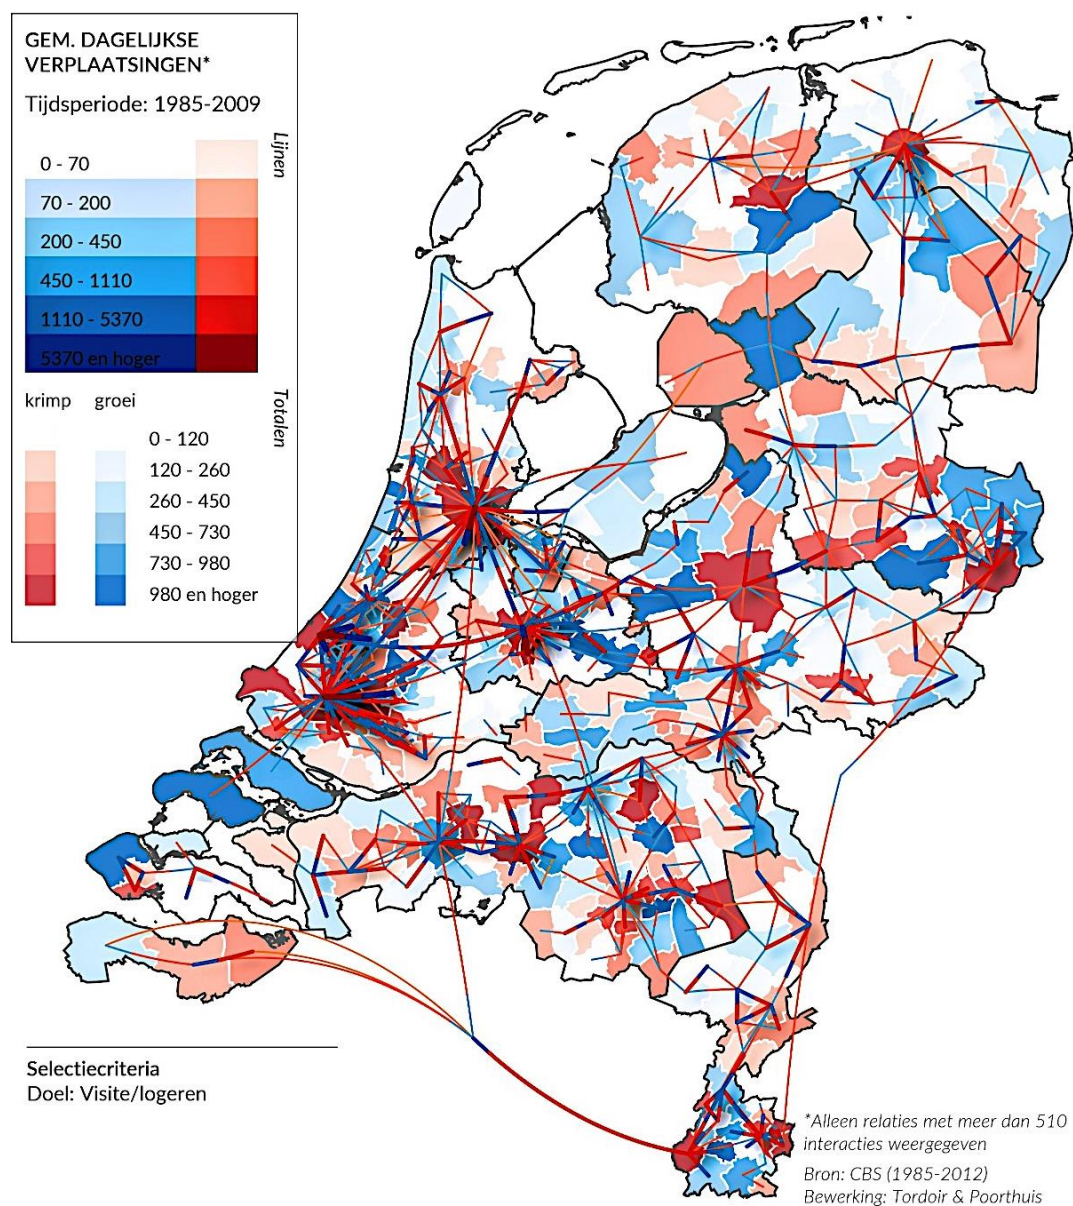 GEM. DAGELIJKSE
VERPLAATSINGEN*
Tijdsperiode: 1985-2009
Lijnen
0 - 70
70 - 200
200 - 450
450 - 1110
1110 - 5370
5370 en hoger
krimp groei
Totalen
0 - 120
120 - 260
260 - 450
450 - 730
730 - 980
980 en hoger
Selectiecriteria
Doel: Visite/logeren
*Alleen relaties met meer dan 510
interacties weergegeven
Bron: CBS (1985-2012)
Bewerking: Tordoir & Poorthuis